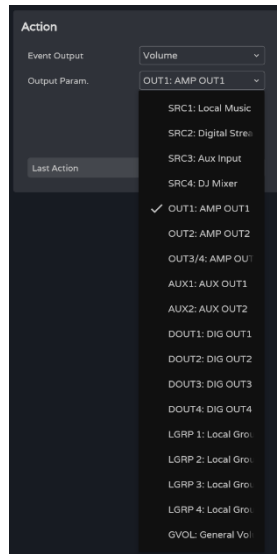 Action
Event Output Volume
Output Param. OUT1: AMP OUT1
SRC1: Local Music
SRC2: Digital Strea
SRC3: Aux Input
Last Action
SRC4: DJ Mixer
OUT1: AMP OUT1
OUT2: AMP OUT2
OUT3/4: AMP OUT
AUX1: AUX OUT1
AUX2: AUX OUT2
DOUT1: DIG OUT1
DOUT2: DIG OUT2
DOUT3: DIG OUT3
DOUT4: DIG OUT4
LGRP 1: Local Grou
LGRP 2: Local Grou
LGRP 3: Local Grou
LGRP 4: Local Grou
GVOL: General Vol